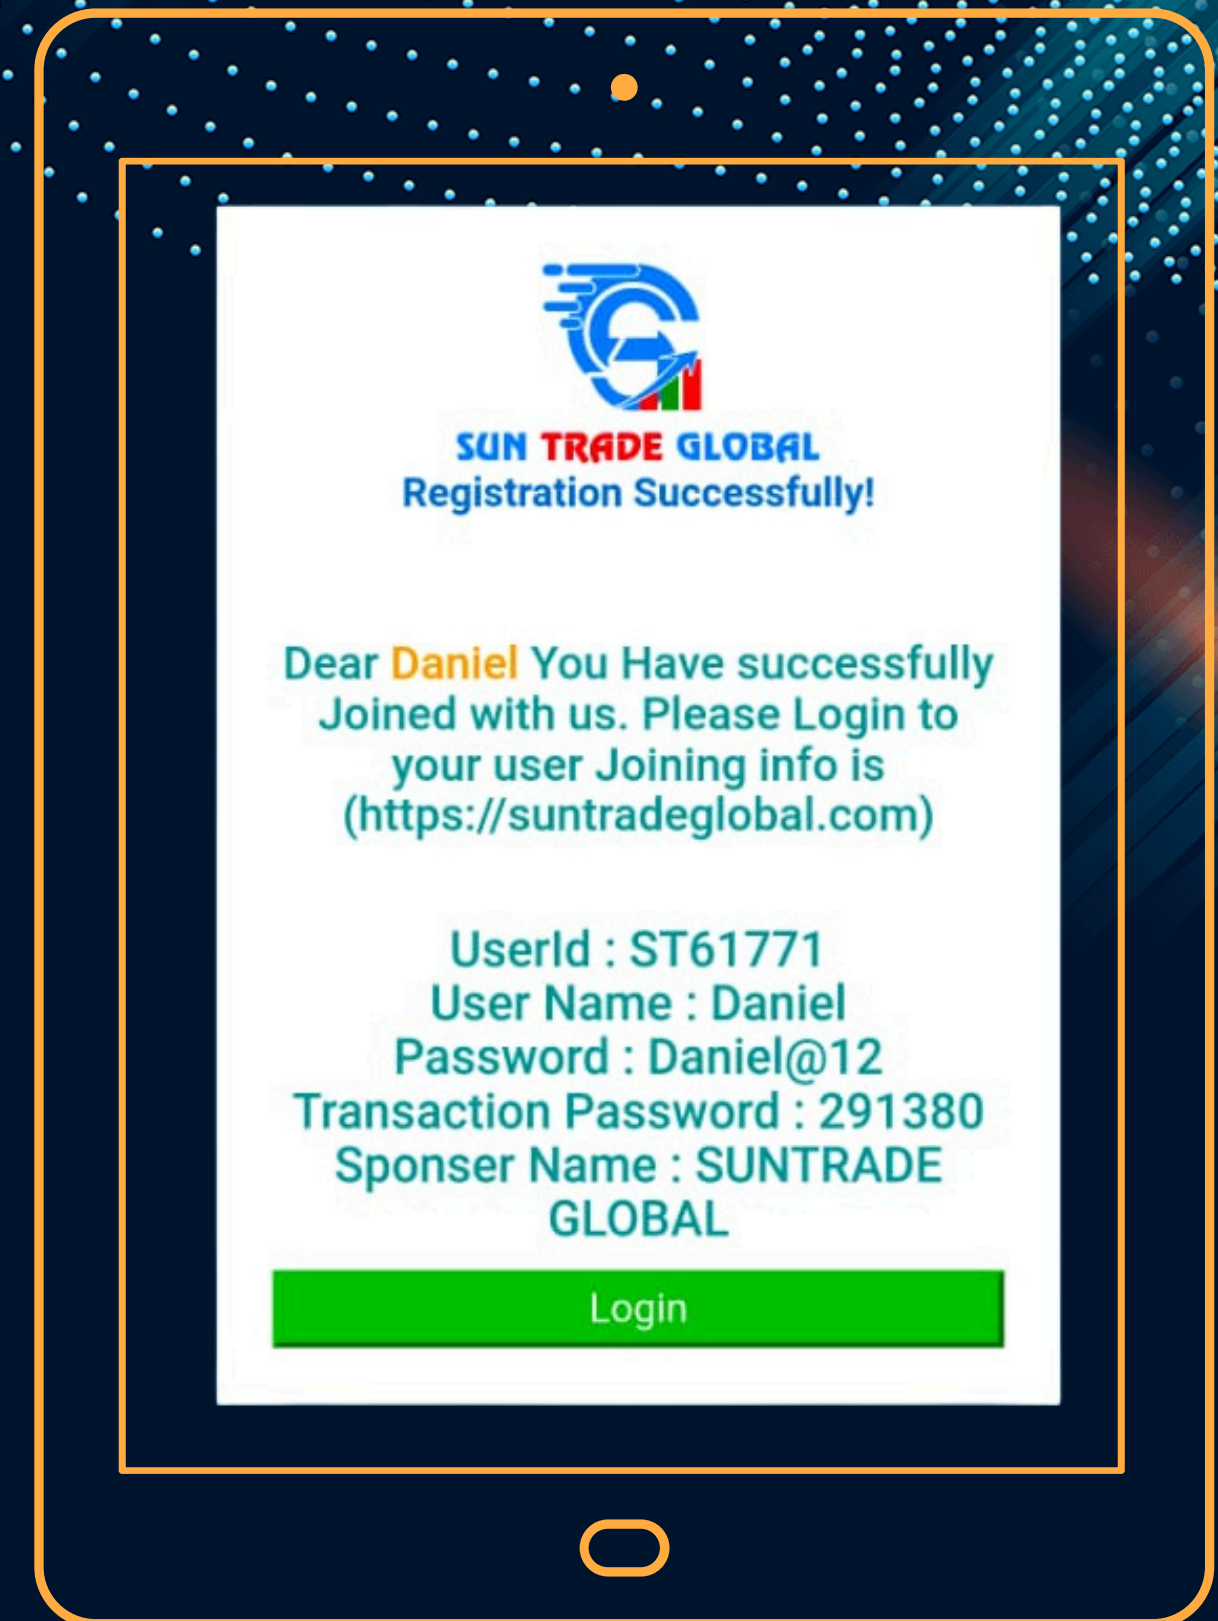 SUN TRADE GLOBAL
Registration Successfully!
Dear Daniel You Have successfully
Joined with us. Please Login to
your user Joining info is
(https://suntradeglobal.com)
UserId : ST61771
User Name : Daniel
Password : Daniel@12
Transaction Password : 291380
Sponser Name : SUNTRADE
GLOBAL
Login